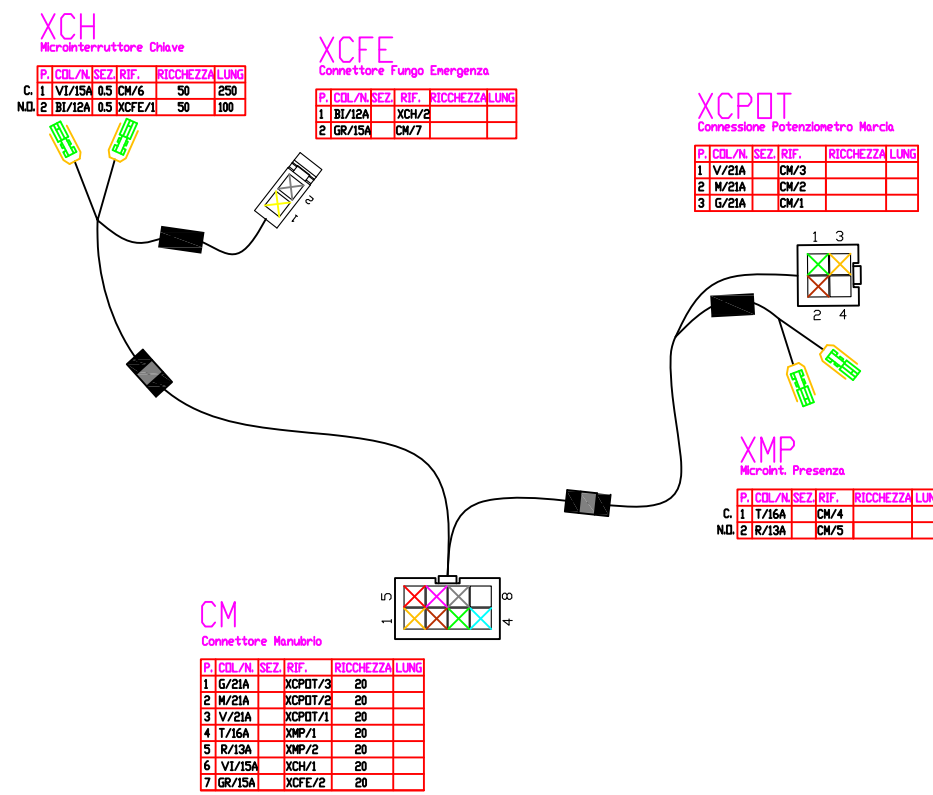 XCH
Microinterruttore Chiave
P. COL/N. SEZ. RIF. RICCHEZZA LUNG
C. 1 VI/15A 0.5 CM/6 50 250
N.O. 2 BI/12A 0.5 XCFE/1 50 100
XCFE
Connettore Fungo Emergenza
P. COL/N. SEZ. RIF. RICCHEZZA LUNG
1 BI/12A XCH/2
2 GR/15A CM/7
1 2
XCPOT
Connessione Potenziometro Marcia
P. COL/N. SEZ. RIF. RICCHEZZA LUNG
1 V/21A CM/3
2 M/21A CM/2
3 G/21A CM/1
1 3
2 4
XMP
Microint. Presenza
P. COL/N. SEZ. RIF. RICCHEZZA LUN
C. 1 T/16A CM/4
N.O. 2 R/13A CM/5
5 8
1 4
CM
Connettore Manubrio
P. COL/N. SEZ. RIF. RICCHEZZA LUNG
1 G/21A XCPOT/3 20
2 M/21A XCPOT/2 20
3 V/21A XCPOT/1 20
4 T/16A XMP/1 20
5 R/13A XMP/2 20
6 VI/15A XCH/1 20
7 GR/15A XCFE/2 20